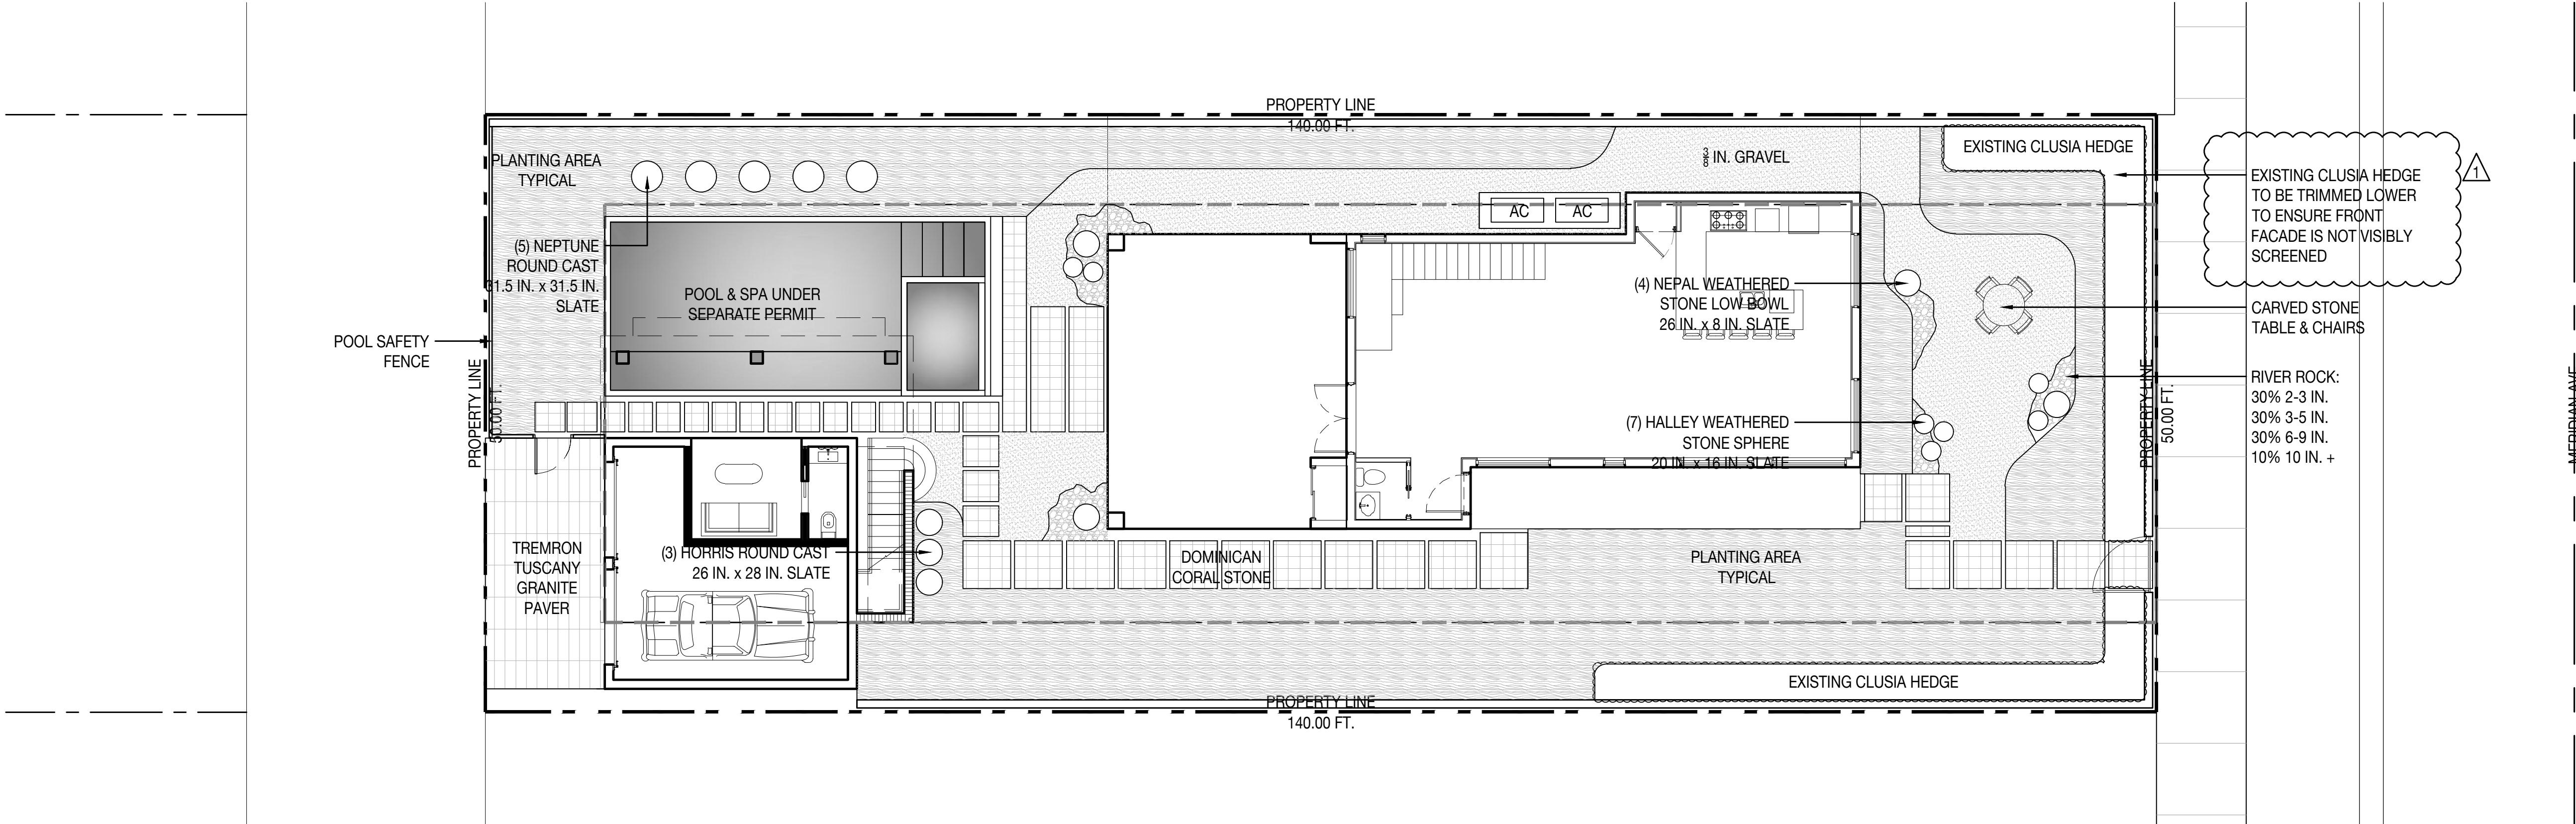 PROPERTY LINE
140.00 FT.
PLANTING AREA
TYPICAL
3/8 IN. GRAVEL
EXISTING CLUSIA HEDGE
EXISTING CLUSIA HEDGE
TO BE TRIMMED LOWER
TO ENSURE FRONT
FACADE IS NOT VISIBLY
SCREENED
1
AC
AC
(5) NEPTUNE
ROUND CAST
31.5 IN. x 31.5 IN.
SLATE
POOL & SPA UNDER
SEPARATE PERMIT
(4) NEPAL WEATHERED
STONE LOW BOWL
26 IN. x 8 IN. SLATE
CARVED STONE
TABLE & CHAIRS
POOL SAFETY
FENCE
PROPERTY LINE
50.00 FT.
RIVER ROCK:
30% 2-3 IN.
30% 3-5 IN.
30% 6-9 IN.
10% 10 IN. +
(7) HALLEY WEATHERED
STONE SPHERE
20 IN. x 16 IN. SLATE
PROPERTY LINE
50.00 FT.
MERIDIAN AVE
TREMRON
TUSCANY
GRANITE
PAVER
(3) HORRIS ROUND CAST
26 IN. x 28 IN. SLATE
DOMINICAN
CORAL STONE
PLANTING AREA
TYPICAL
EXISTING CLUSIA HEDGE
PROPERTY LINE
140.00 FT.